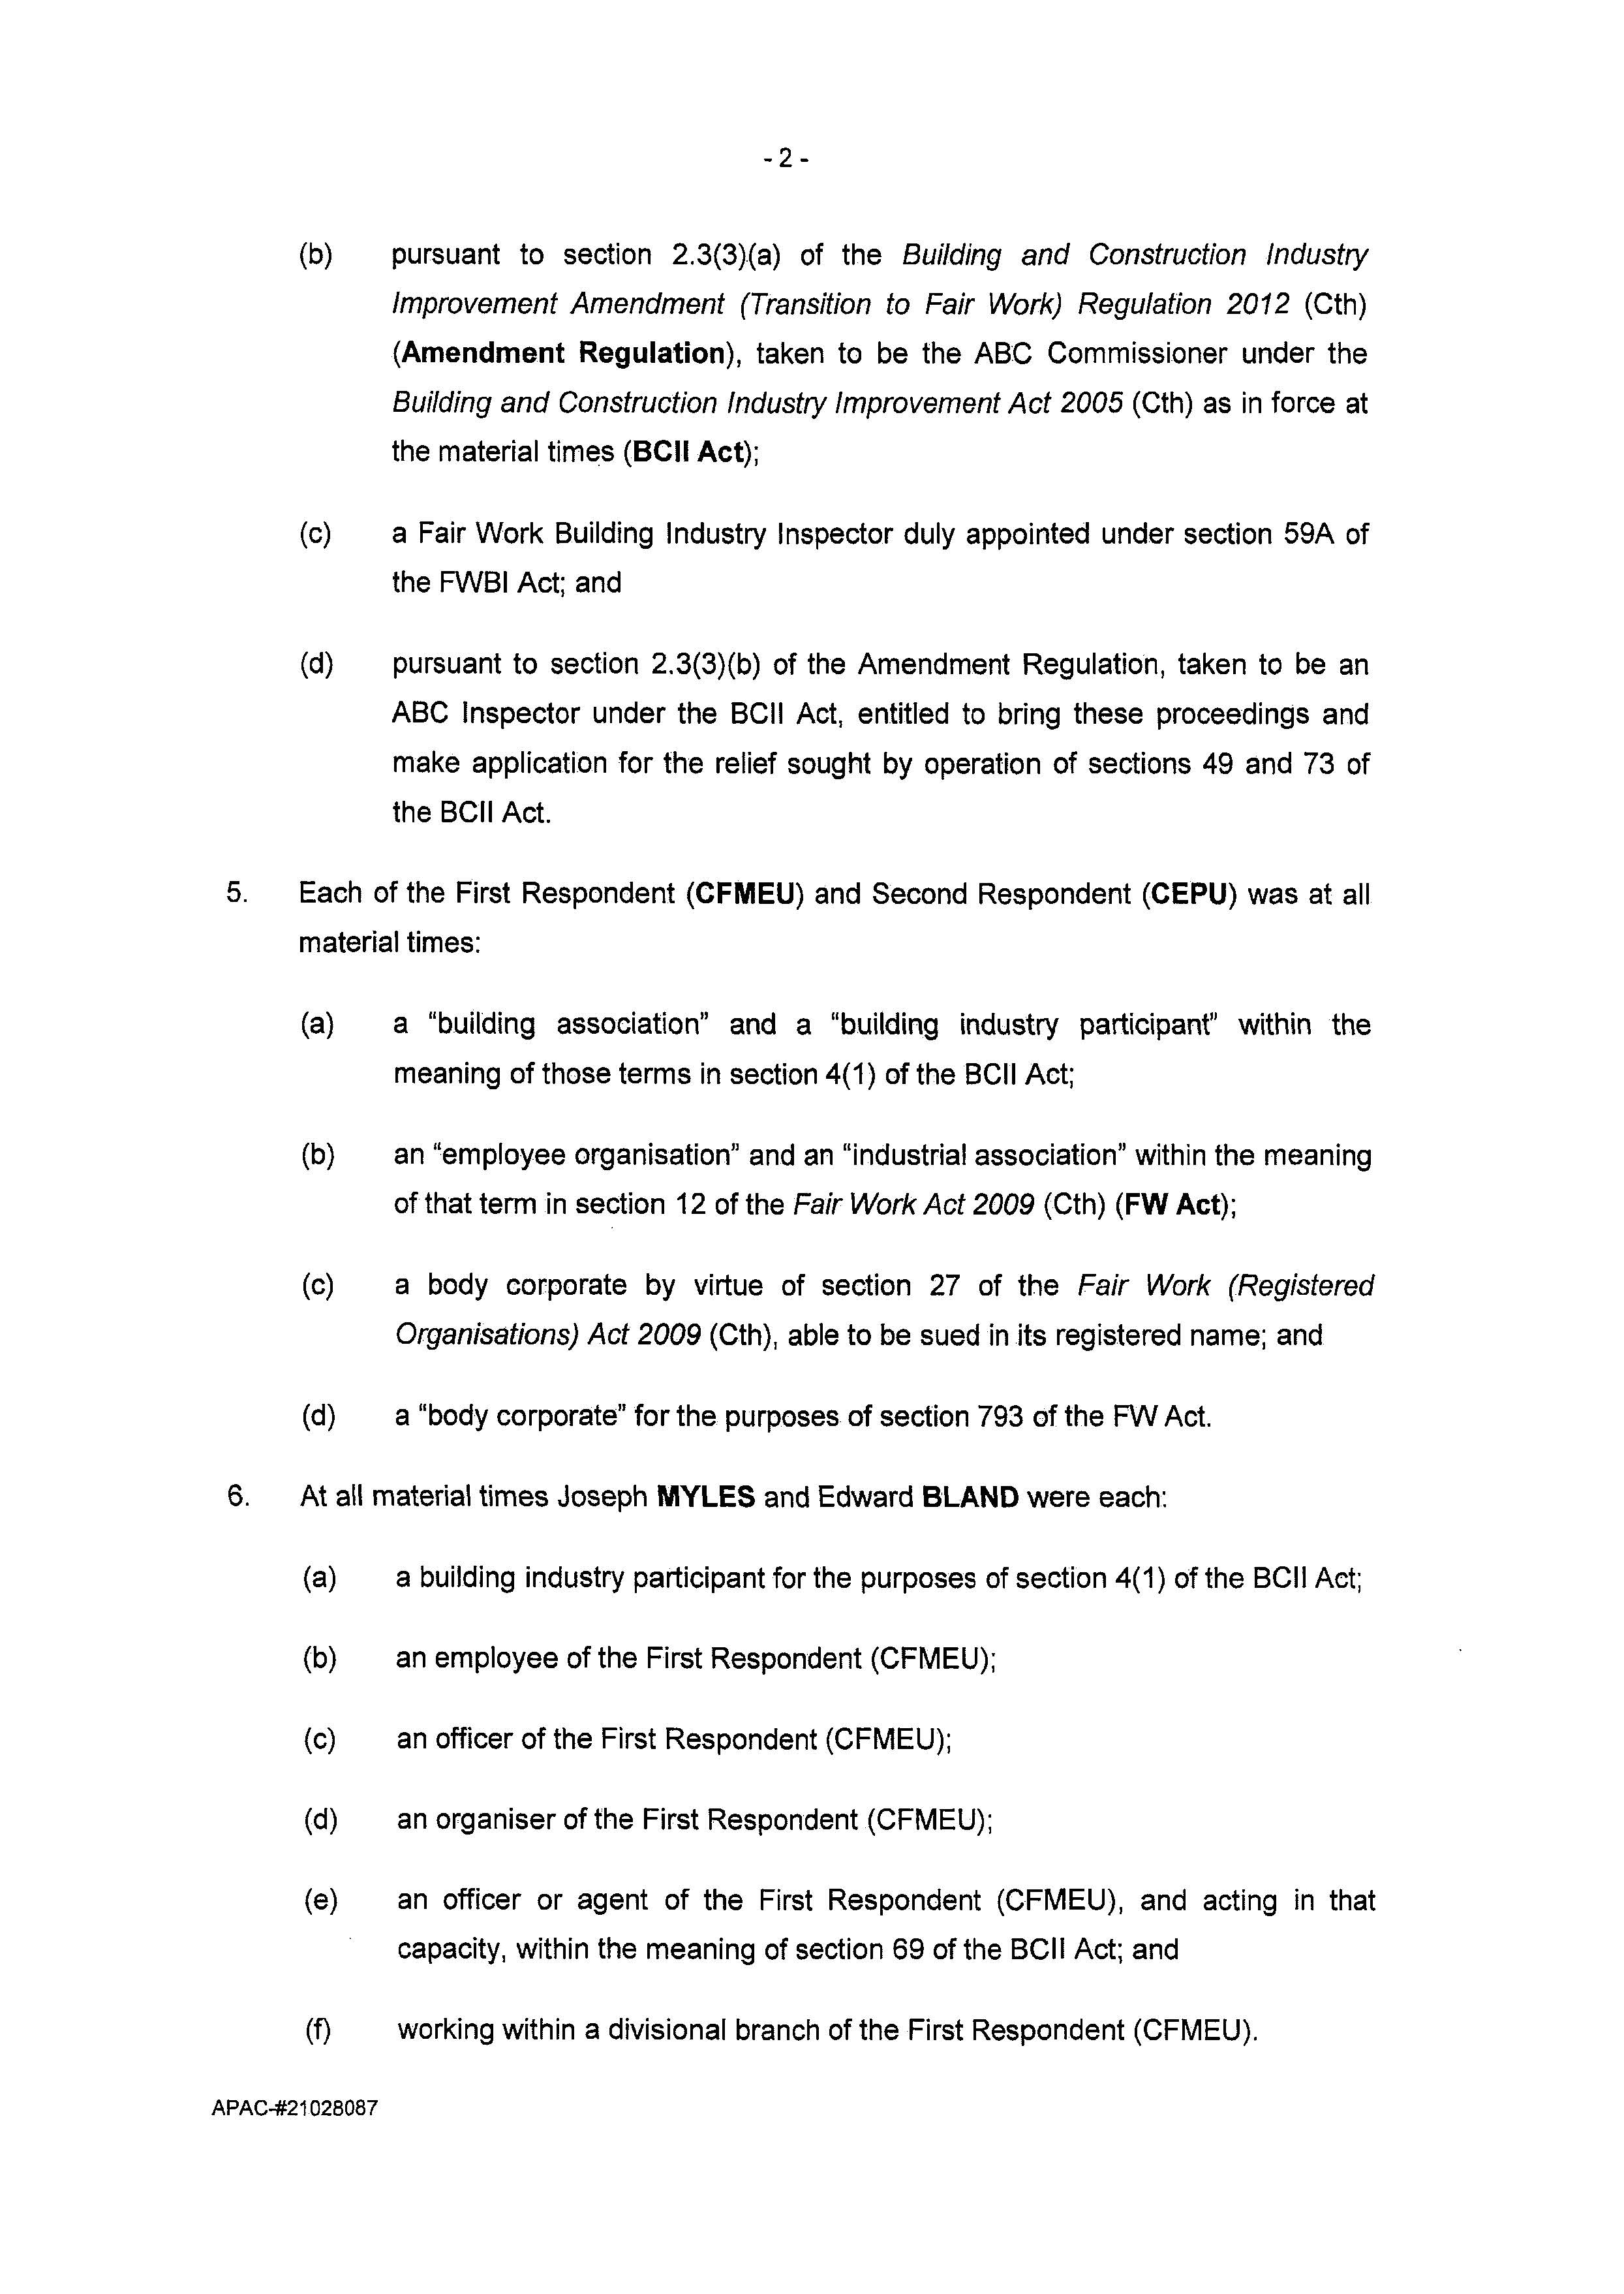 - 2 -
(b) pursuant to section 2.3(3)(a) of the Building and Construction Industry
Improvement Amendment (Transition to Fair Work) Regulation 2012 (Cth)
(Amendment Regulation), taken to be the ABC Commissioner under the
Building and Construction Industry Improvement Act 2005 (Cth) as in force at
the material times (BCII Act);
(c) a Fair Work Building Industry Inspector duly appointed under section 59A of
the FWBI Act; and
(d) pursuant to section 2.3(3)(b) of the Amendment Regulation, taken to be an
ABC Inspector under the BCII Act, entitled to bring these proceedings and
make application for the relief sought by operation of sections 49 and 73 of
the BCII Act.
5. Each of the First Respondent (CFMEU) and Second Respondent (CEPU) was at all
material times:
(a) a “building association” and a “building industry participant” within the
meaning of those terms in section 4(1) of the BCII Act;
(b) an “employee organisation” and an “industrial association” within the meaning
of that term in section 12 of the Fair Work Act 2009 (Cth) (FW Act);
(c) a body corporate by virtue of section 27 of the Fair Work (Registered
Organisations) Act 2009 (Cth), able to be sued in its registered name; and
(d) a “body corporate” for the purposes of section 793 of the FW Act.
6. At all material times Joseph MYLES and Edward BLAND were each:
(a) a building industry participant for the purposes of section 4(1) of the BCII Act;
(b) an employee of the First Respondent (CFMEU);
(c) an officer of the First Respondent (CFMEU);
(d) an organiser of the First Respondent (CFMEU);
(e) an officer or agent of the First Respondent (CFMEU), and acting in that
capacity, within the meaning of section 69 of the BCII Act; and
(f) working within a divisional branch of the First Respondent (CFMEU).
APAC-#21028087